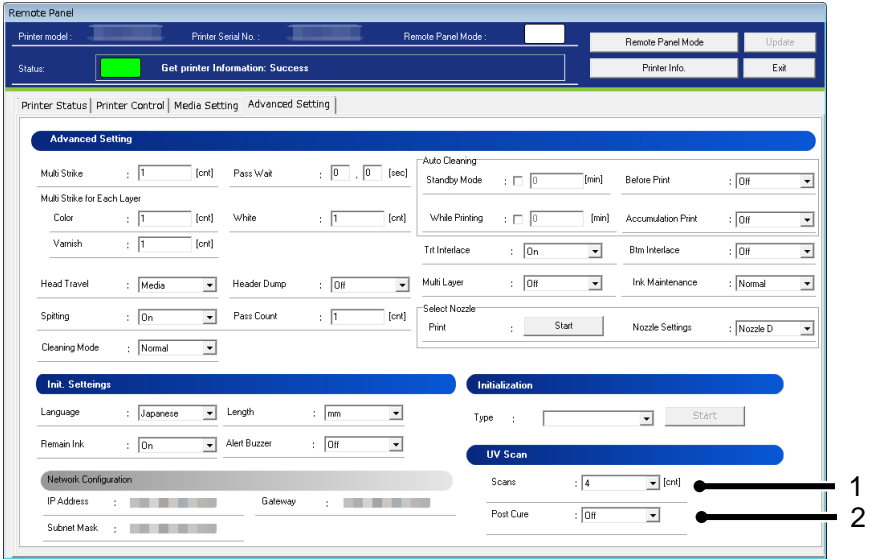 Remote Panel
Printer model : Printer Serial No. : Remote Panel Mode :
Remote Panel Mode Update
Status: Get printer Information: Success
Printer Info. Exit
Printer Status Printer Control Media Setting Advanced Setting
Advanced Setting
Multi Strike : 1 [cnt] Pass Wait : 0 . 0 [sec]
Auto Cleaning
Standby Mode : 0 [min] Before Print : Off
Multi Strike for Each Layer
Color : 1 [cnt] White : 1 [cnt]
While Printing : 0 [min] Accumulation Print : Off
Varnish : 1 [cnt]
Trt Interlace : On Btm Interlace : Off
Head Travel : Media Header Dump : Off
Multi Layer : Off Ink Maintenance : Normal
Spitting : On Pass Count : 1 [cnt]
Select Nozzle
Print : Start Nozzle Settings : Nozzle D
Cleaning Mode : Normal
Init. Setteings
Initialization
Language : Japanese Length : mm
Type : Start
Remain Ink : On Alert Buzzer : Off
UV Scan
Network Configuration
Scans : 4 [cnt] 1
IP Address : Gateway :
Post Cure : Off 2
Subnet Mask :